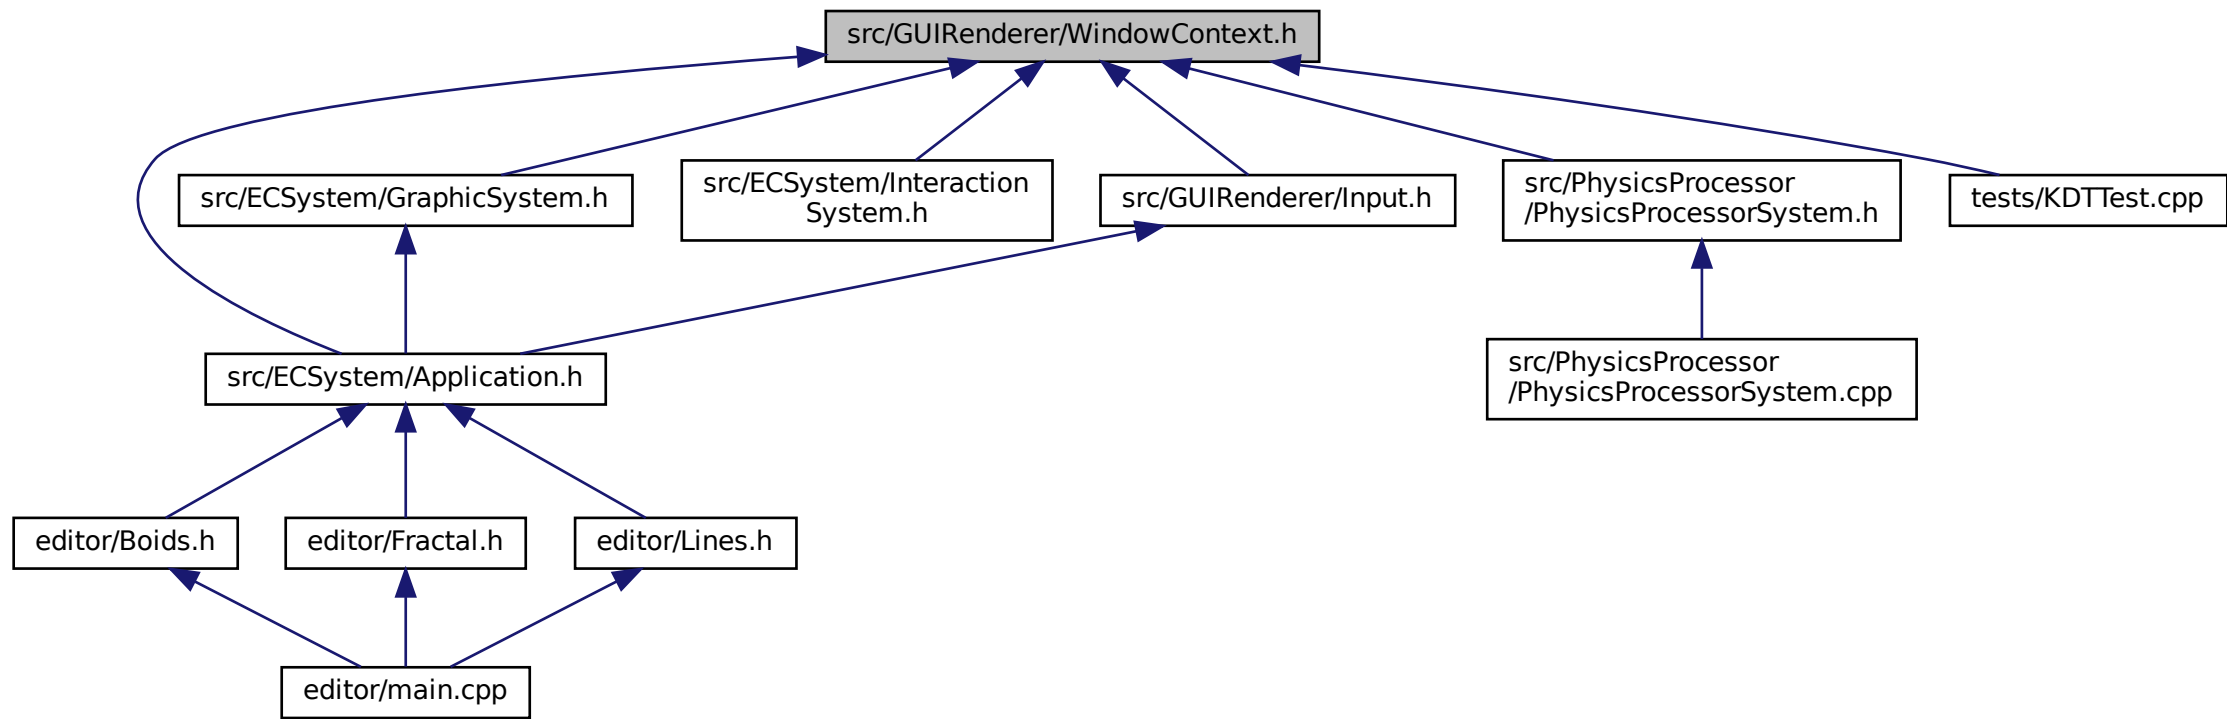 src/GUIRenderer/WindowContext.h
src/ECSystem/GraphicSystem.h
src/ECSystem/Interaction
System.h
src/GUIRenderer/Input.h
src/PhysicsProcessor
/PhysicsProcessorSystem.h
tests/KDTTest.cpp
src/ECSystem/Application.h
src/PhysicsProcessor
/PhysicsProcessorSystem.cpp
editor/Boids.h
editor/Fractal.h
editor/Lines.h
editor/main.cpp